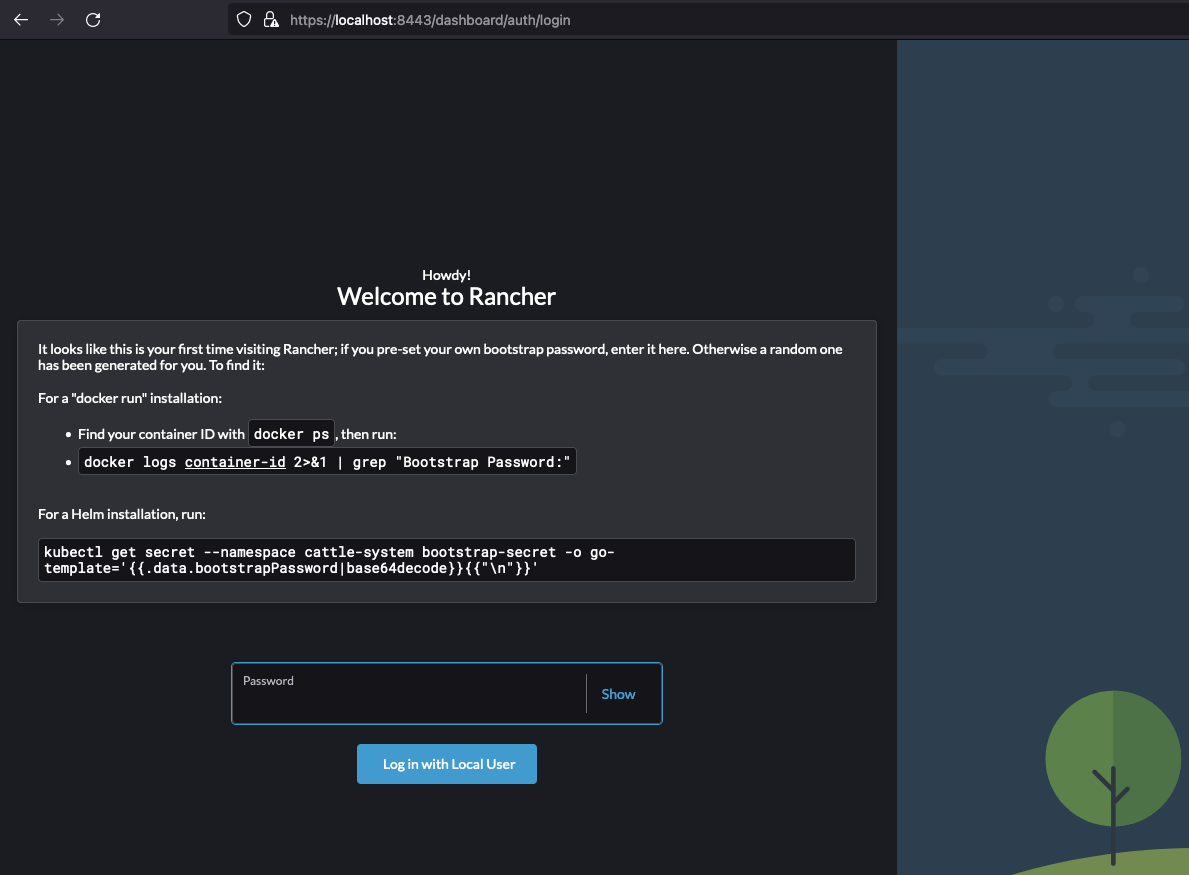 https://localhost:8443/dashboard/auth/login
Howdy!
Welcome to Rancher
It looks like this is your first time visiting Rancher; if you pre-set your own bootstrap password, enter it here. Otherwise a random one
has been generated for you. To find it:
For a "docker run" installation:
Find your container ID with docker ps, then run:
docker logs container-id 2>&1 | grep "Bootstrap Password:"
For a Helm installation, run:
kubectl get secret --namespace cattle-system bootstrap-secret -o go-
template='{{.data.bootstrapPassword|base64decode}}{{"\n"}}'
Password
Show
Log in with Local User